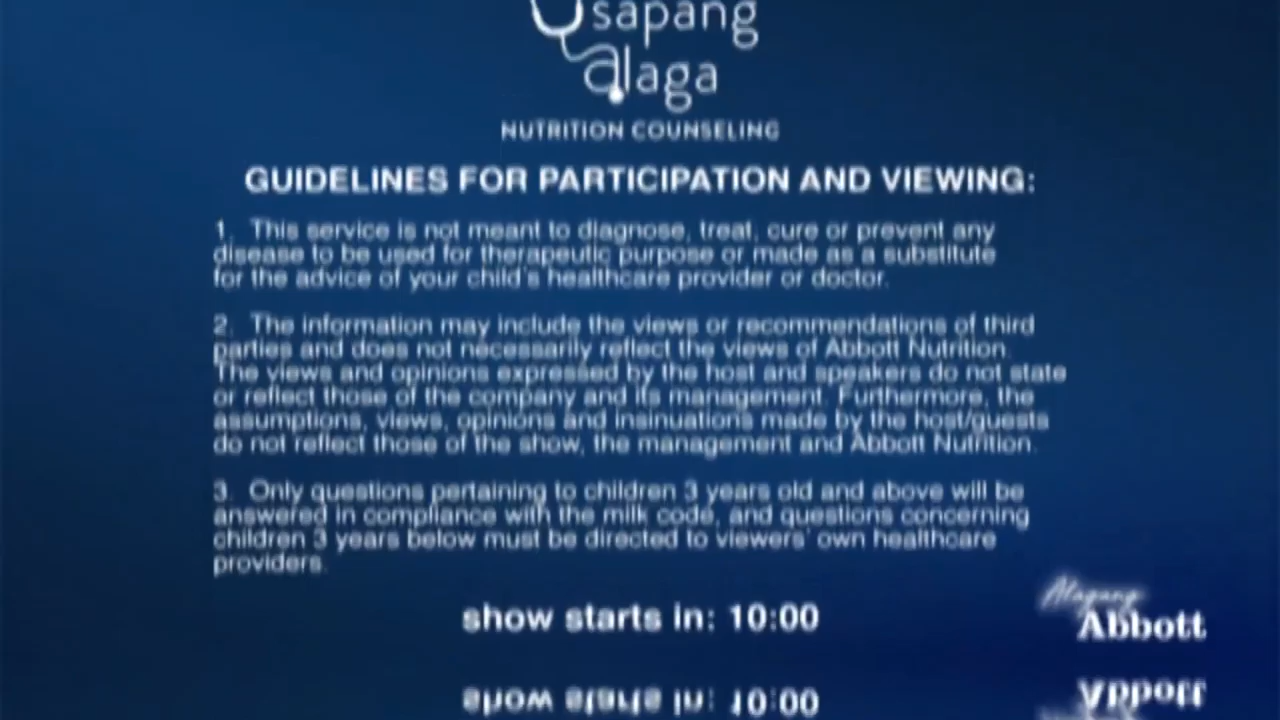 Usapang
alaga
NUTRITION COUNSELING
GUIDELINES FOR PARTICIPATION AND VIEWING:
1. This service is not meant to diagnose, treat, cure or prevent any
disease to be used for therapeutic purpose or made as a substitute
for the advice of your child's healthcare provider or doctor.
2. The information may include the views or recommendations of third
parties and does not necessarily reflect the views of Abbott Nutrition.
The views and opinions expressed by the host and speakers do not state
or reflect those of the company and its management. Furthermore, the
assumptions, views, opinions and insinuations made by the host/guests
do not reflect those of the show, the management and Abbott Nutrition.
3. Only questions pertaining to children 3 years old and above will be
answered in compliance with the milk code, and questions concerning
children 3 years below must be directed to viewers' own healthcare
providers.
show starts in: 10:00
Alagang
Abbott